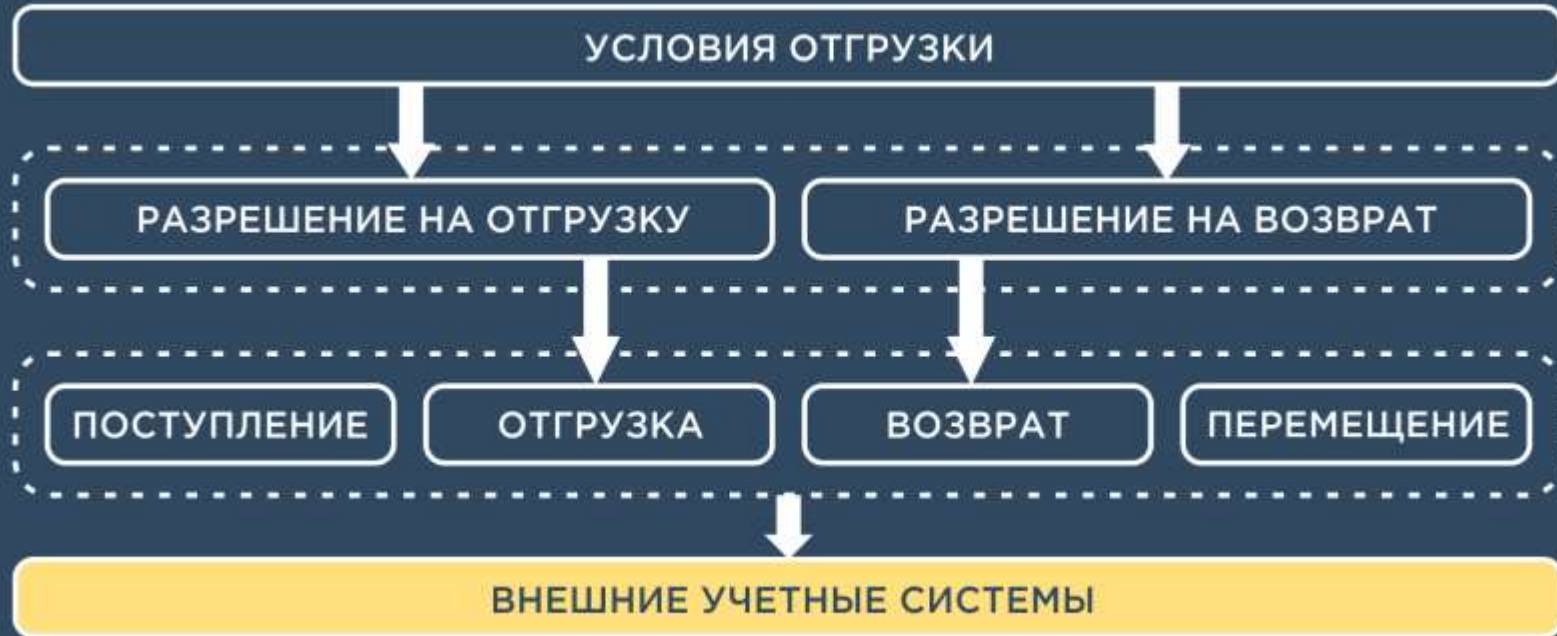 УСЛОВИЯ ОТГРУЗКИ
РАЗРЕШЕНИЕ НА ОТГРУЗКУ
РАЗРЕШЕНИЕ НА ВОЗВРАТ
ПОСТУПЛЕНИЕ
ОТГРУЗКА
ВОЗВРАТ
ПЕРЕМЕЩЕНИЕ
ВНЕШНИЕ УЧЕТНЫЕ СИСТЕМЫ